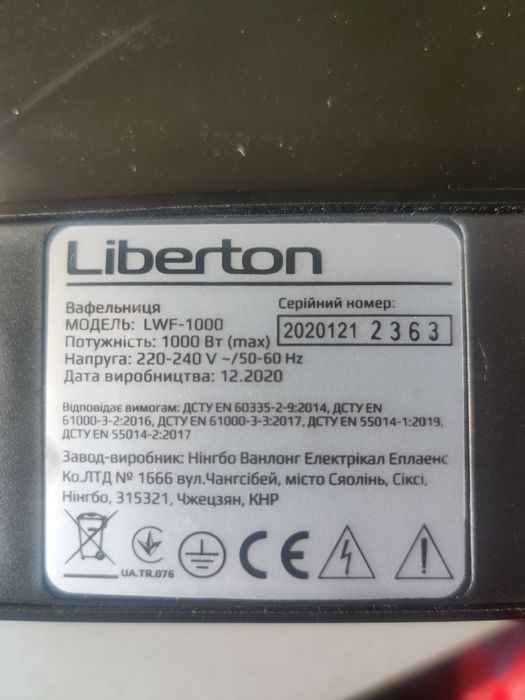 Liberton
Вафельниця
МОДЕЛЬ: LWF-1000
Потужність: 1000 Вт (max)
Напруга: 220-240 V ~/50-60 Hz
Дата виробництва: 12.2020
Серійний номер:
2020121 2363
Відповідає вимогам: ДСТУ EN 60335-2-9:2014, ДСТУ EN
61000-3-2:2016, ДСТУ EN 61000-3-3:2017, ДСТУ EN 55014-1:2019,
ДСТУ EN 55014-2:2017
Завод-виробник: Нінгбо Ванлонг Електрікал Еплаенс
Ко.ЛТД № 1666 вул.Чангсібей, місто Сяолінь, Сіксі,
Нінгбо, 315321, Чжецзян, КНР
UA.TR.076
CE